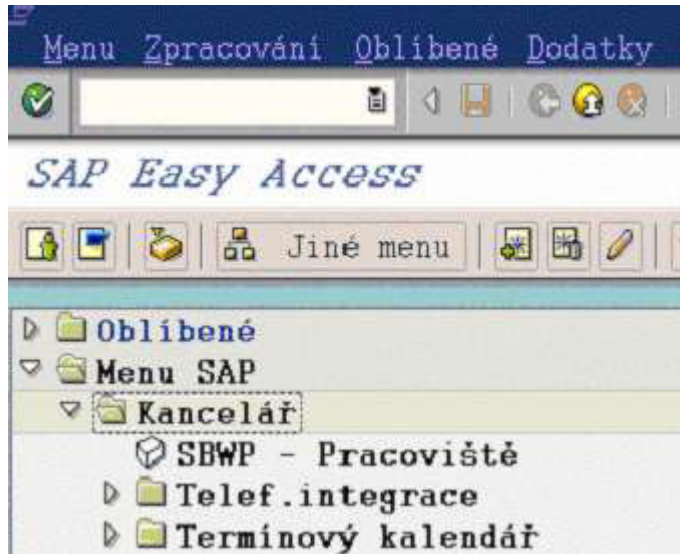 Menu Zpracování Oblíbené Dodatky
SAP Easy Access
Jiné menu
Oblíbené
Menu SAP
Kancelář
SBWP - Pracoviště
Telef.integrace
Termínový kalendář